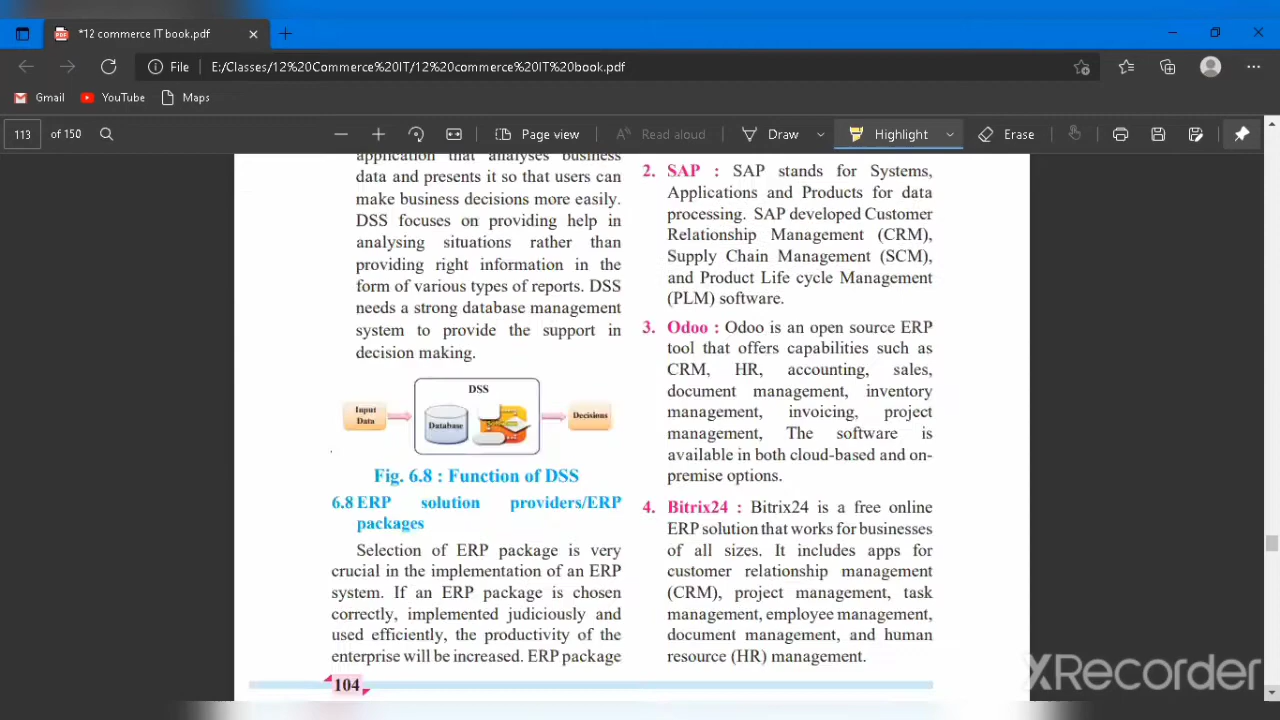 *12 commerce IT book.pdf
File
E:/Classes/12%20Commerce%20IT/12%20commerce%20IT%20book.pdf
Gmail
YouTube
Maps
113 of 150
Page view
Read aloud
Draw
Highlight
Erase
application that analyses business
data and presents it so that users can
make business decisions more easily.
DSS focuses on providing help in
analysing situations rather than
providing right information in the
form of various types of reports. DSS
needs a strong database management
system to provide the support in
decision making.
DSS
Input
Data
Database
Decisions
Fig. 6.8 : Function of DSS
6.8 ERP solution providers/ERP
packages
Selection of ERP package is very
crucial in the implementation of an ERP
system. If an ERP package is chosen
correctly, implemented judiciously and
used efficiently, the productivity of the
enterprise will be increased. ERP package
2. SAP : SAP stands for Systems,
Applications and Products for data
processing. SAP developed Customer
Relationship Management (CRM),
Supply Chain Management (SCM),
and Product Life cycle Management
(PLM) software.
3. Odoo : Odoo is an open source ERP
tool that offers capabilities such as
CRM, HR, accounting, sales,
document management, inventory
management, invoicing, project
management, The software is
available in both cloud-based and on-
premise options.
4. Bitrix24 : Bitrix24 is a free online
ERP solution that works for businesses
of all sizes. It includes apps for
customer relationship management
(CRM), project management, task
management, employee management,
document management, and human
resource (HR) management.
104
XRecorder